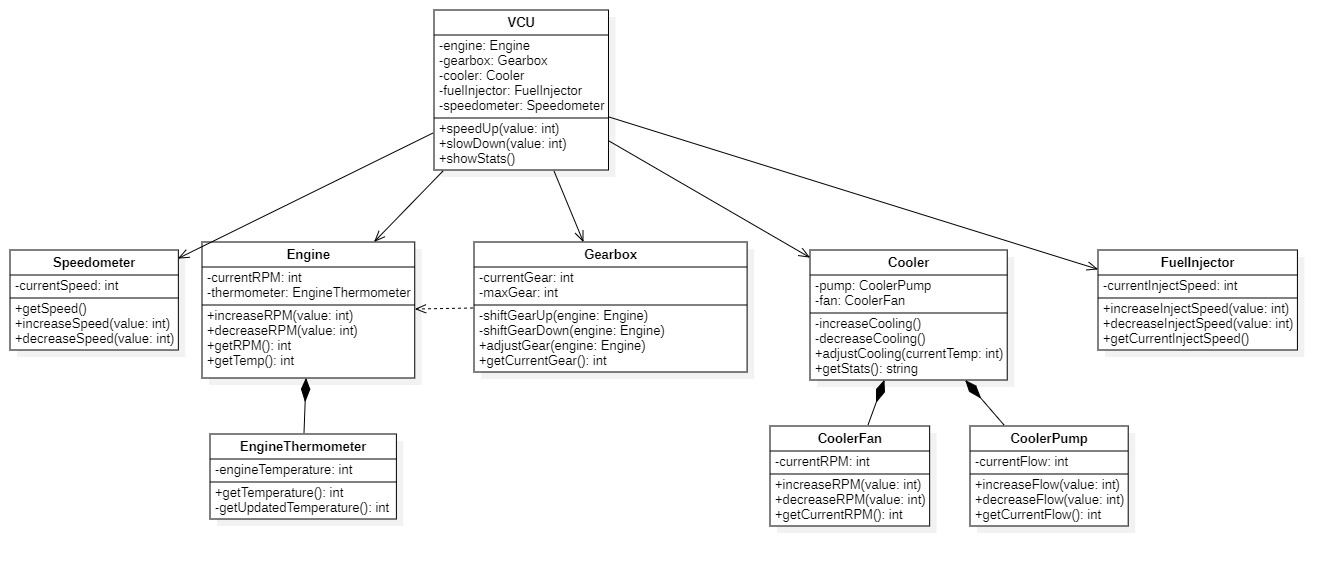 VCU
-engine: Engine
-gearbox: Gearbox
-cooler: Cooler
-fuelInjector: FuelInjector
-speedometer: Speedometer
+speedUp(value: int)
+slowDown(value: int)
+showStats()
Speedometer
-currentSpeed: int
+getSpeed()
+increaseSpeed(value: int)
+decreaseSpeed(value: int)
Engine
-currentRPM: int
-thermometer: EngineThermometer
+increaseRPM(value: int)
+decreaseRPM(value: int)
+getRPM(): int
+getTemp(): int
Gearbox
-currentGear: int
-maxGear: int
-shiftGearUp(engine: Engine)
-shiftGearDown(engine: Engine)
+adjustGear(engine: Engine)
+getCurrentGear(): int
Cooler
-pump: CoolerPump
-fan: CoolerFan
-increaseCooling()
-decreaseCooling()
+adjustCooling(currentTemp: int)
+getStats(): string
FuelInjector
-currentInjectSpeed: int
+increaseInjectSpeed(value: int)
+decreaseInjectSpeed(value: int)
+getCurrentInjectSpeed()
EngineThermometer
-engineTemperature: int
+getTemperature(): int
-getUpdatedTemperature(): int
CoolerFan
-currentRPM: int
+increaseRPM(value: int)
+decreaseRPM(value: int)
+getCurrentRPM(): int
CoolerPump
-currentFlow: int
+increaseFlow(value: int)
+decreaseFlow(value: int)
+getCurrentFlow(): int